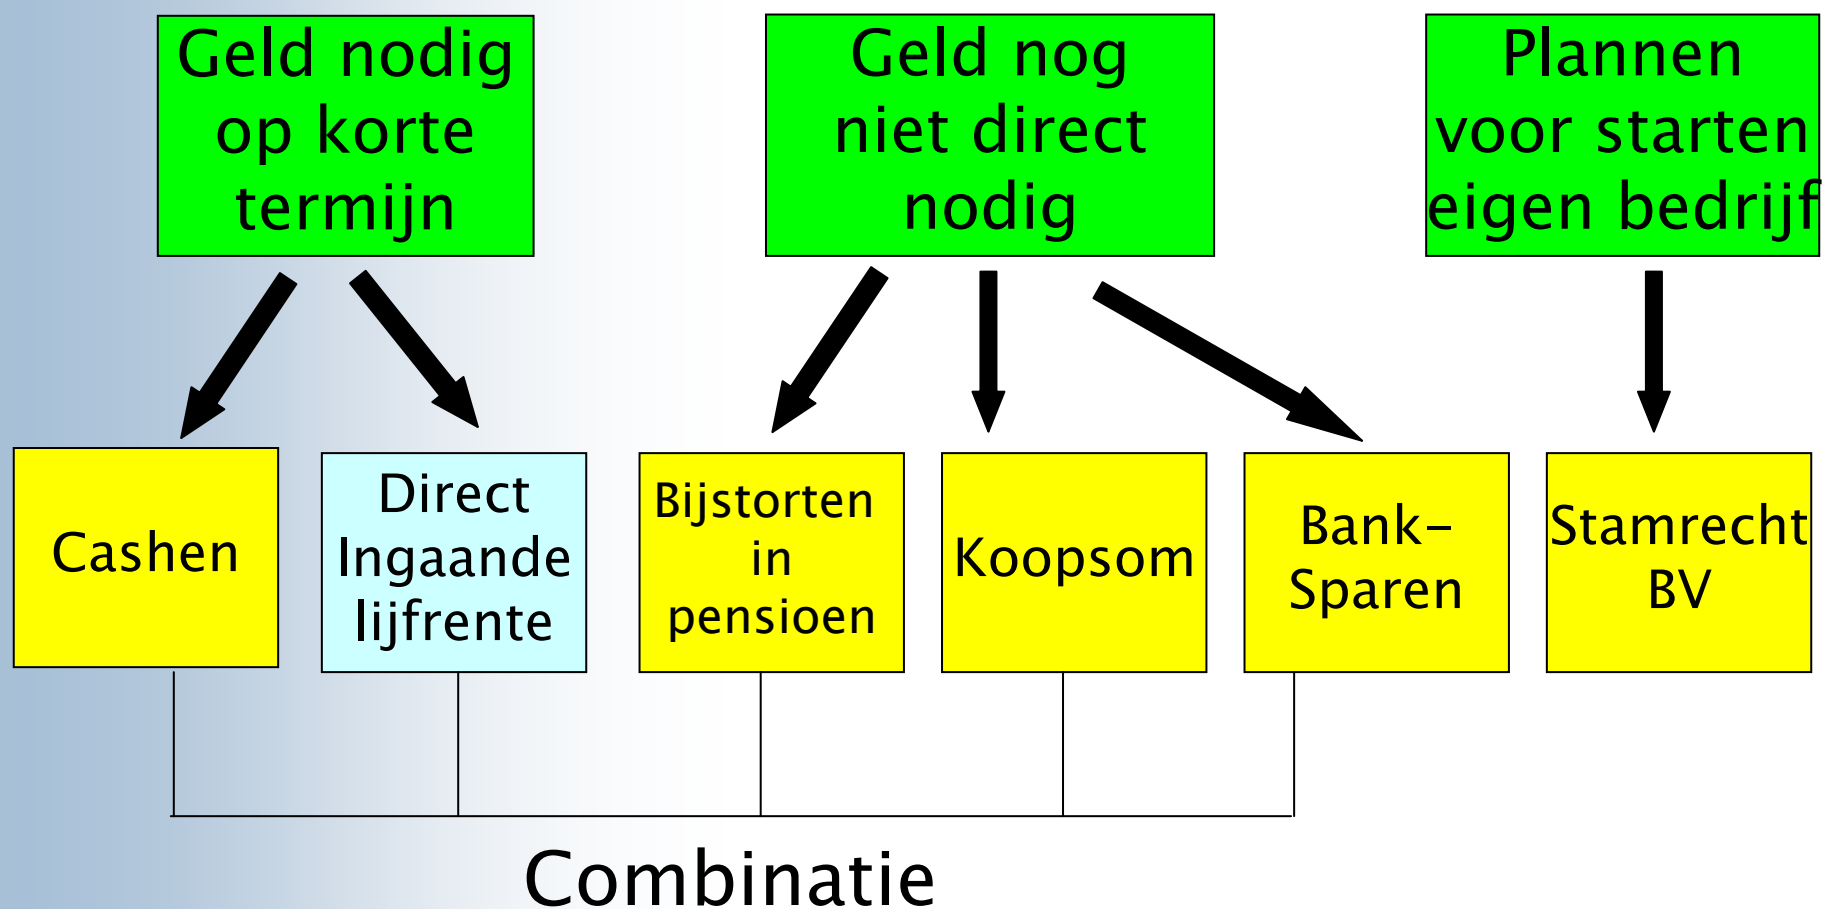 Geld nodig
op korte
termijn
Geld nog
niet direct
nodig
Plannen
voor starten
eigen bedrijf
Cashen
Direct
Ingaande
lijfrente
Bijstorten
in
pensioen
Koopsom
Bank-
Sparen
Stamrecht
BV
Combinatie